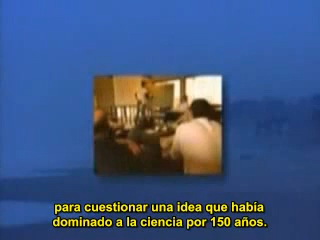 para cuestionar una idea que había
dominado a la ciencia por 150 años.